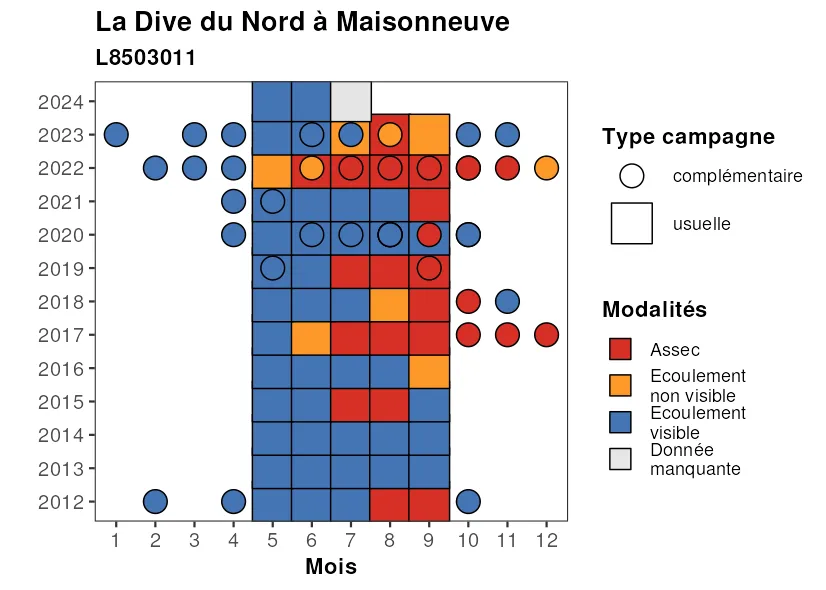 La Dive du Nord à Maisonneuve
L8503011
2024
2023
2022
2021
2020
2019
2018
2017
2016
2015
2014
2013
2012
1 2 3 4 5 6 7 8 9 10 11 12
Mois
Type campagne
complémentaire
usuelle
Modalités
Assec
Ecoulement
non visible
Ecoulement
visible
Donnée
manquante